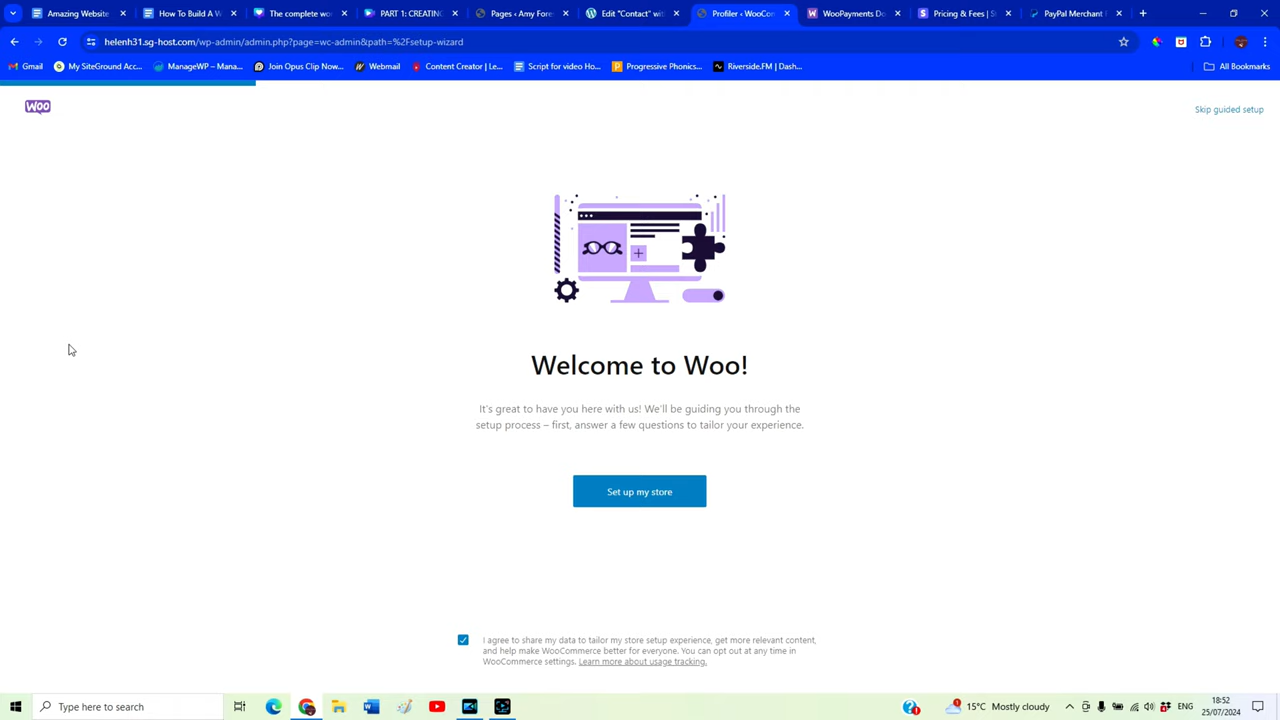 Amazing Website
How To Build A W
The complete woo
PART 1: CREATING
Pages ‹ Amy Fores
Edit "Contact" wit
Profiler ‹ WooCon
WooPayments Do
Pricing & Fees | S
PayPal Merchant
helenh31.sg-host.com/wp-admin/admin.php?page=wc-admin&path=%2Fsetup-wizard
Gmail
My SiteGround Acc...
ManageWP – Mana...
Join Opus Clip Now...
Webmail
Content Creator | Le...
Script for video Ho...
Progressive Phonics...
Riverside.FM | Dash...
All Bookmarks
Woo
Skip guided setup
Welcome to Woo!
It's great to have you here with us! We'll be guiding you through the
setup process – first, answer a few questions to tailor your experience.
Set up my store
I agree to share my data to tailor my store setup experience, get more relevant content,
and help make WooCommerce better for everyone. You can opt out at any time in
WooCommerce settings. Learn more about usage tracking.
Type here to search
15°C Mostly cloudy
ENG
18:52
25/07/2024